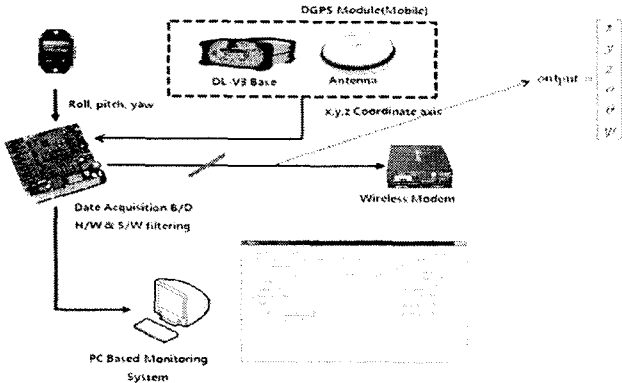 DGPS Module(Mobile)
DL-V3 Base
Antenna
Roll, pitch, yaw
x,y,z Coordinate axis
output =
x
y
z
Wireless Modem
Date Acquisition B/D
H/W & S/W filtering
PC Based Monitoring
System